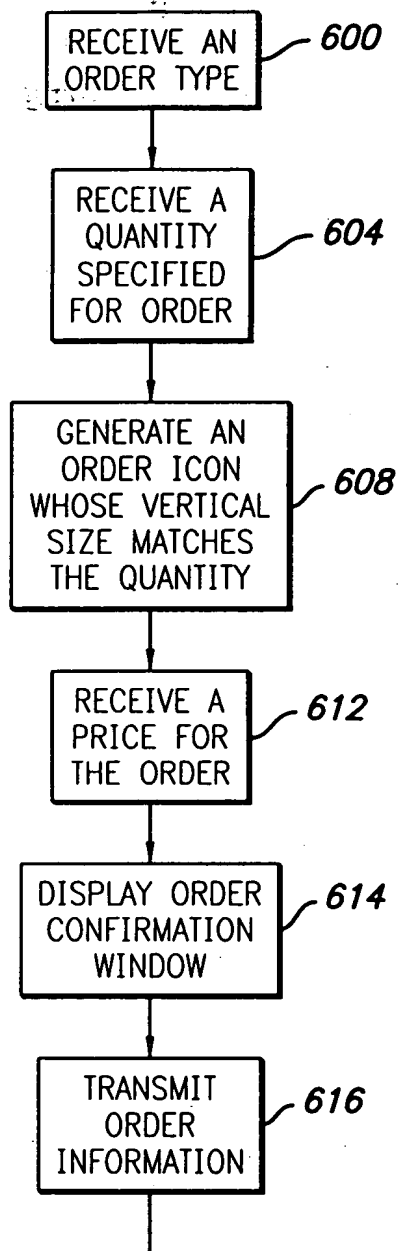 RECEIVE AN
ORDER TYPE
600
RECEIVE A
QUANTITY
SPECIFIED
FOR ORDER
604
GENERATE AN
ORDER ICON
WHOSE VERTICAL
SIZE MATCHES
THE QUANTITY
608
RECEIVE A
PRICE FOR
THE ORDER
612
DISPLAY ORDER
CONFIRMATION
WINDOW
614
TRANSMIT
ORDER
INFORMATION
616